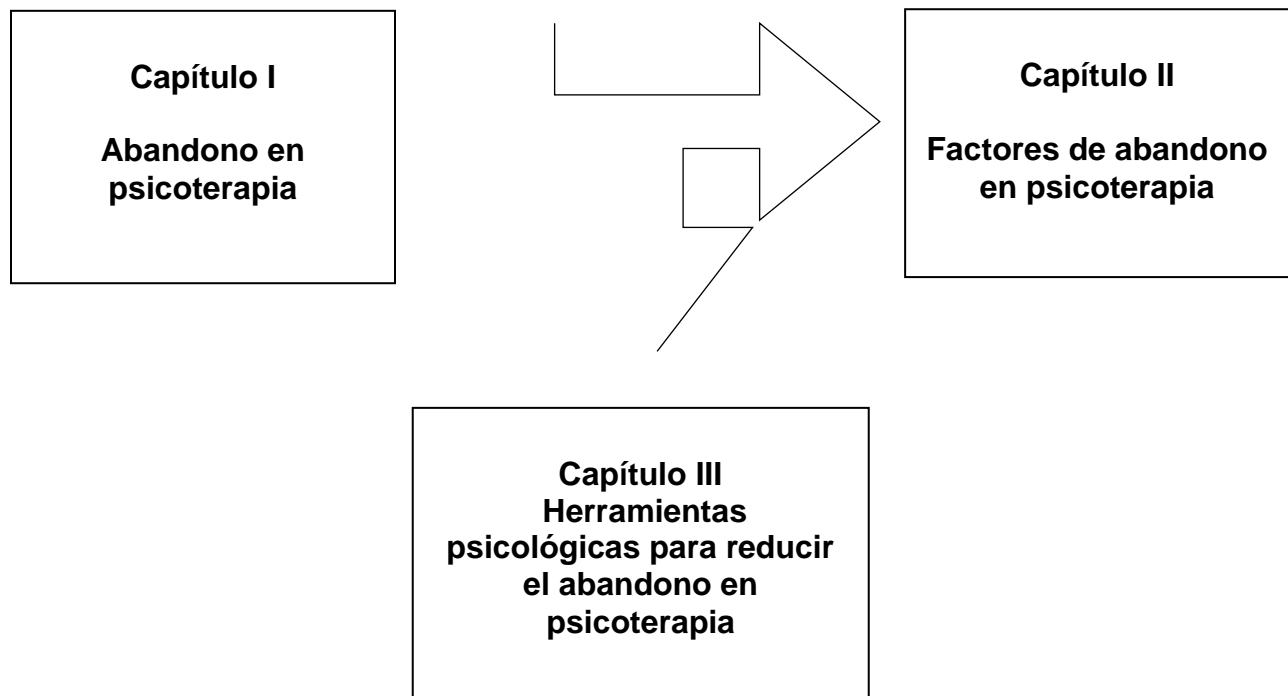 Capítulo I
Abandono en
psicoterapia
Capítulo II
Factores de abandono
en psicoterapia
Capítulo III
Herramientas
psicológicas para reducir
el abandono en
psicoterapia